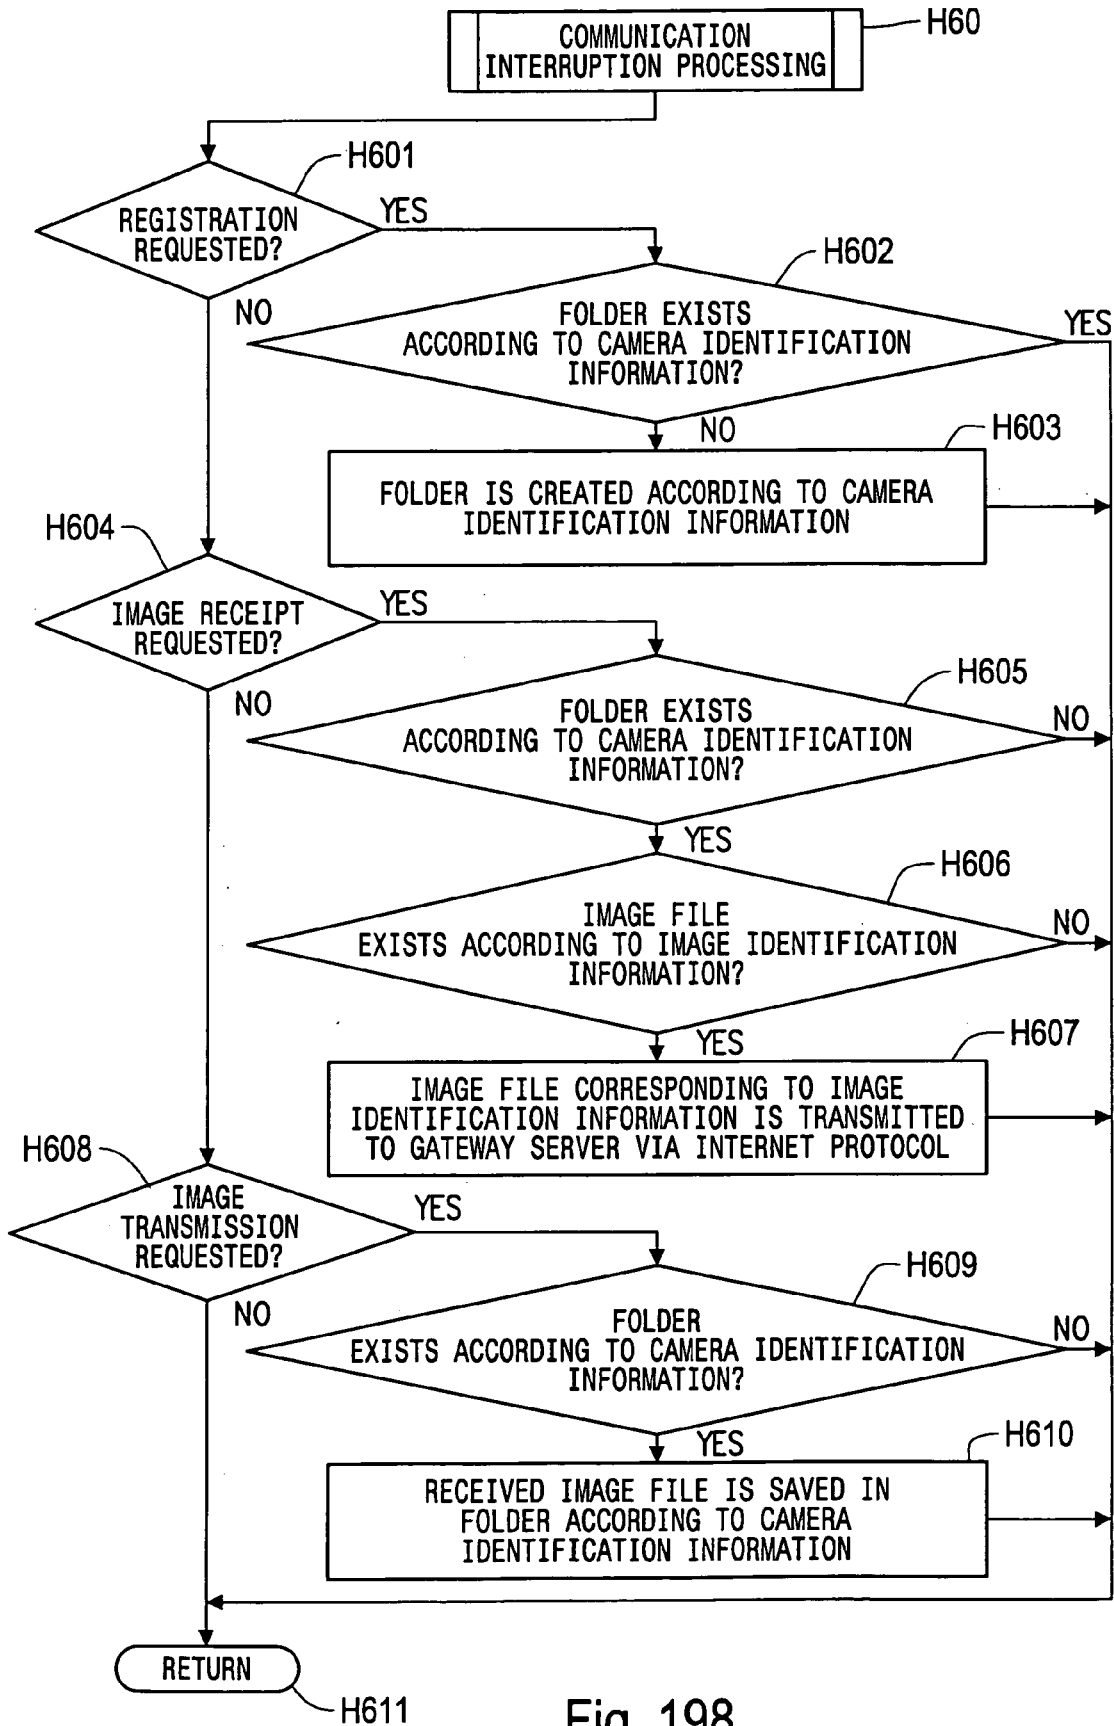 COMMUNICATION
INTERRUPTION PROCESSING
H60
H601
REGISTRATION
REQUESTED?
YES
NO
H602
FOLDER EXISTS
ACCORDING TO CAMERA IDENTIFICATION
INFORMATION?
YES
NO
H603
FOLDER IS CREATED ACCORDING TO CAMERA
IDENTIFICATION INFORMATION
H604
IMAGE RECEIPT
REQUESTED?
YES
NO
H605
FOLDER EXISTS
ACCORDING TO CAMERA IDENTIFICATION
INFORMATION?
NO
YES
H606
IMAGE FILE
EXISTS ACCORDING TO IMAGE IDENTIFICATION
INFORMATION?
NO
YES
H607
IMAGE FILE CORRESPONDING TO IMAGE
IDENTIFICATION INFORMATION IS TRANSMITTED
TO GATEWAY SERVER VIA INTERNET PROTOCOL
H608
IMAGE
TRANSMISSION
REQUESTED?
YES
NO
H609
FOLDER
EXISTS ACCORDING TO CAMERA IDENTIFICATION
INFORMATION?
NO
YES
H610
RECEIVED IMAGE FILE IS SAVED IN
FOLDER ACCORDING TO CAMERA
IDENTIFICATION INFORMATION
RETURN
H611
Fig. 198